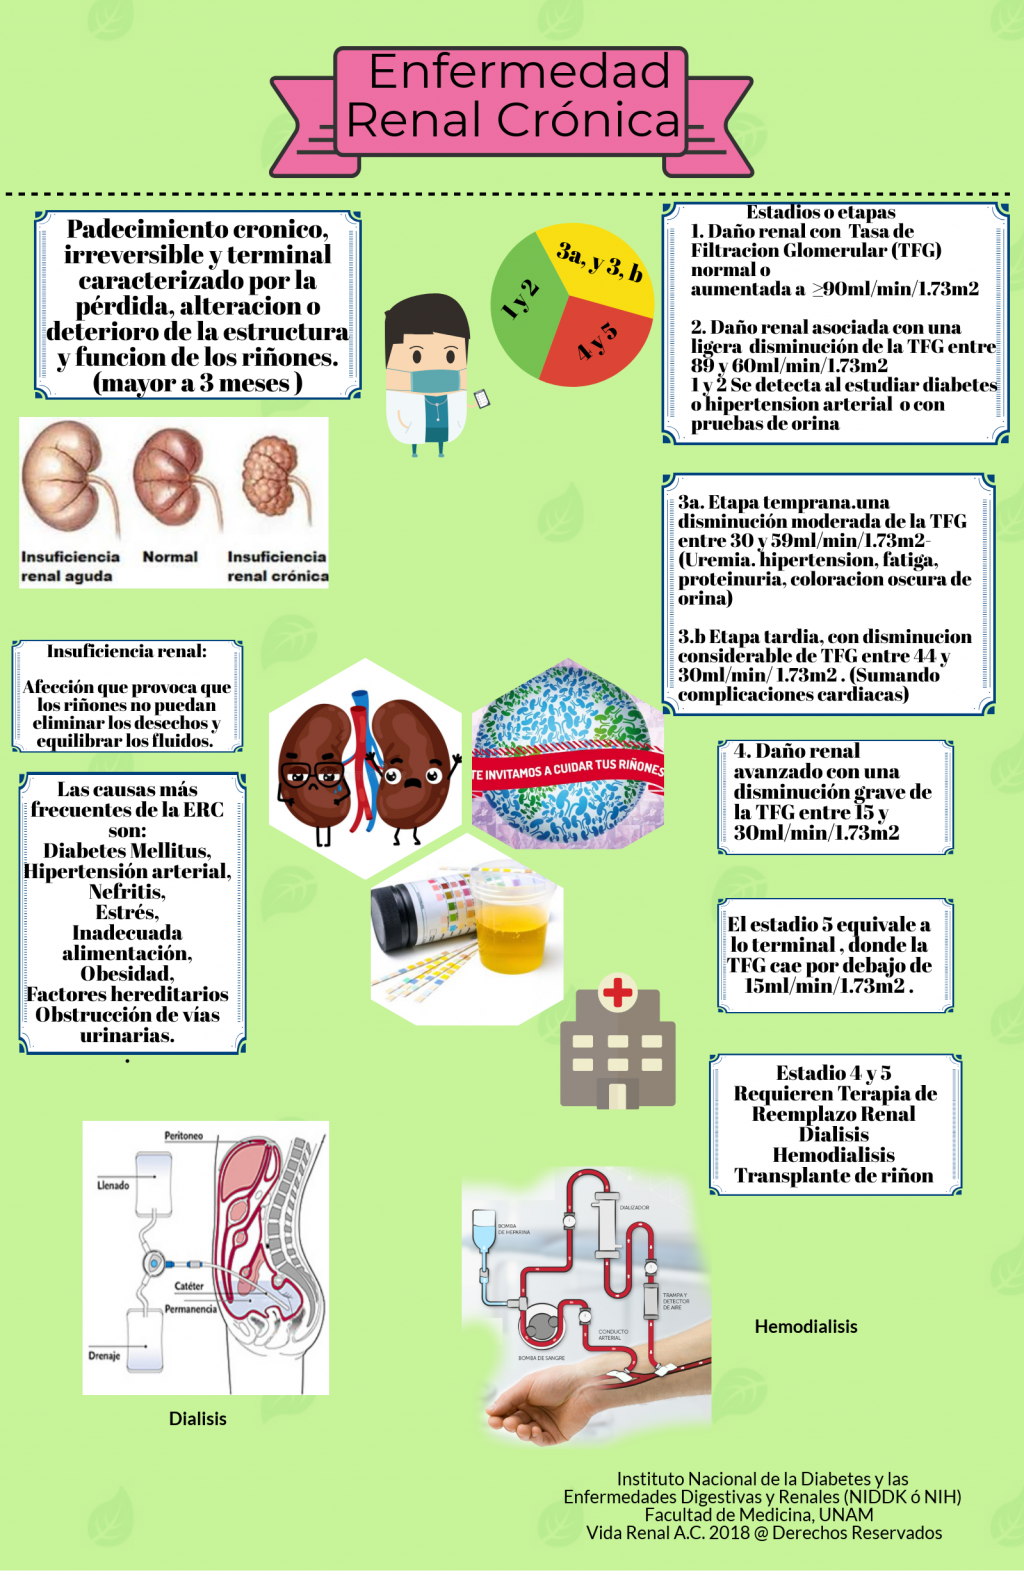 Enfermedad
Renal Crónica
Padecimiento cronico,
irreversible y terminal
caracterizado por la
pérdida, alteracion o
deterioro de la estructura
y funcion de los riñones.
(mayor a 3 meses )
1 y 2
3a, y 3, b
4 y 5
Estadios o etapas
1. Daño renal con Tasa de
Filtracion Glomerular (TFG)
normal o
aumentada a ≥90ml/min/1.73m2
2. Daño renal asociada con una
ligera disminución de la TFG entre
89 y 60ml/min/1.73m2
1 y 2 Se detecta al estudiar diabetes
o hipertension arterial o con
pruebas de orina
Insuficiencia
renal aguda
Normal
Insuficiencia
renal crónica
3a. Etapa temprana.una
disminución moderada de la TFG
entre 30 y 59ml/min/1.73m2-
(Uremia. hipertension, fatiga,
proteinuria, coloracion oscura de
orina)
3.b Etapa tardia, con disminucion
considerable de TFG entre 44 y
30ml/min/ 1.73m2 . (Sumando
complicaciones cardiacas)
Insuficiencia renal:
Afección que provoca que
los riñones no puedan
eliminar los desechos y
equilibrar los fluidos.
TE INVITAMOS A CUIDAR TUS RIÑONES
4. Daño renal
avanzado con una
disminución grave de
la TFG entre 15 y
30ml/min/1.73m2
Las causas más
frecuentes de la ERC
son:
Diabetes Mellitus,
Hipertensión arterial,
Nefritis,
Estrés,
Inadecuada
alimentación,
Obesidad,
Factores hereditarios
Obstrucción de vías
urinarias.
.
El estadio 5 equivale a
lo terminal , donde la
TFG cae por debajo de
15ml/min/1.73m2 .
Estadio 4 y 5
Requieren Terapia de
Reemplazo Renal
Dialisis
Hemodialisis
Transplante de riñon
Peritoneo
Llenado
Catéter
Permanencia
Drenaje
Dialisis
BOMBA
DE HEPARINA
DIALIZADOR
TRAMPA Y
DETECTOR
DE AIRE
CONDUCTO
ARTERIAL
BOMBA DE SANGRE
Hemodialisis
Instituto Nacional de la Diabetes y las
Enfermedades Digestivas y Renales (NIDDK ó NIH)
Facultad de Medicina, UNAM
Vida Renal A.C. 2018 @ Derechos Reservados